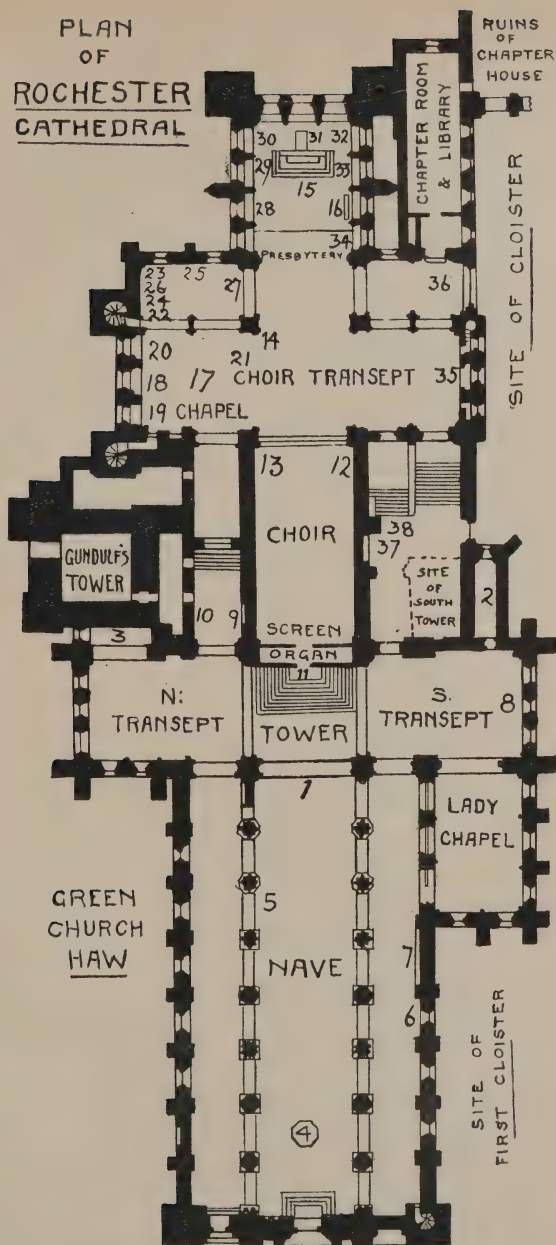 PLAN
OF
ROCHESTER
CATHEDRAL
RUINS
OF
CHAPTER
HOUSE
CHAPTER ROOM
& LIBRARY
SITE OF CLOISTER
30 31 32
29 15 33
28 16
34
PRESBYTERY
23 25
26 27 36
24
22
14
20 21
18 17 CHOIR TRANSEPT 35
19 CHAPEL
13 12
CHOIR
38
37
GUNDULF'S
TOWER
SITE
OF
SOUTH
TOWER
2
10 9
3
SCREEN
ORGAN
11
N:
TRANSEPT
TOWER
S.
TRANSEPT 8
1
LADY
CHAPEL
GREEN
CHURCH
HAW
5
NAVE
7
6
4
SITE OF
FIRST CLOISTER